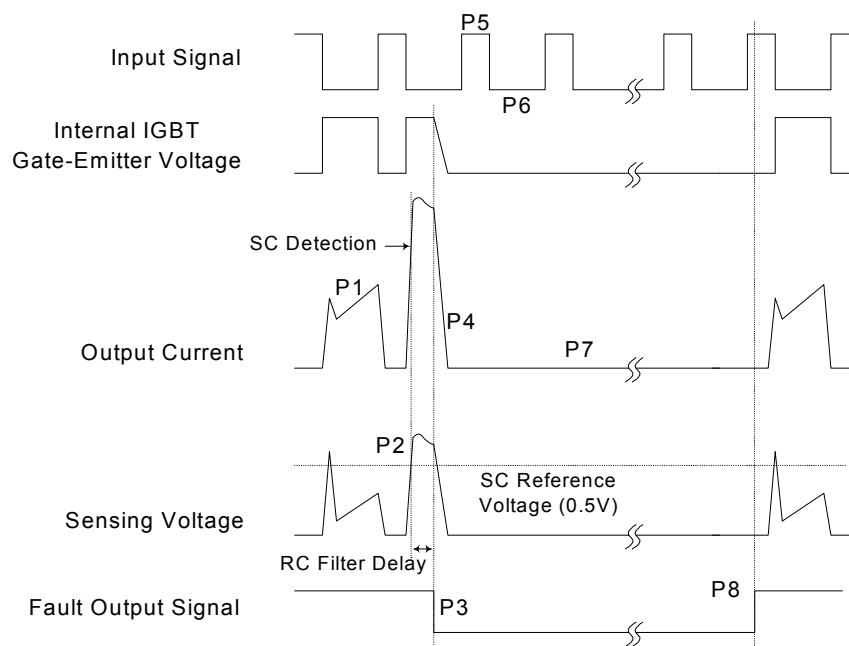 P5
Input Signal
P6
Internal IGBT
Gate-Emitter Voltage
SC Detection
P1
P4
Output Current
P7
P2
SC Reference
Voltage (0.5V)
Sensing Voltage
RC Filter Delay
P8
Fault Output Signal
P3